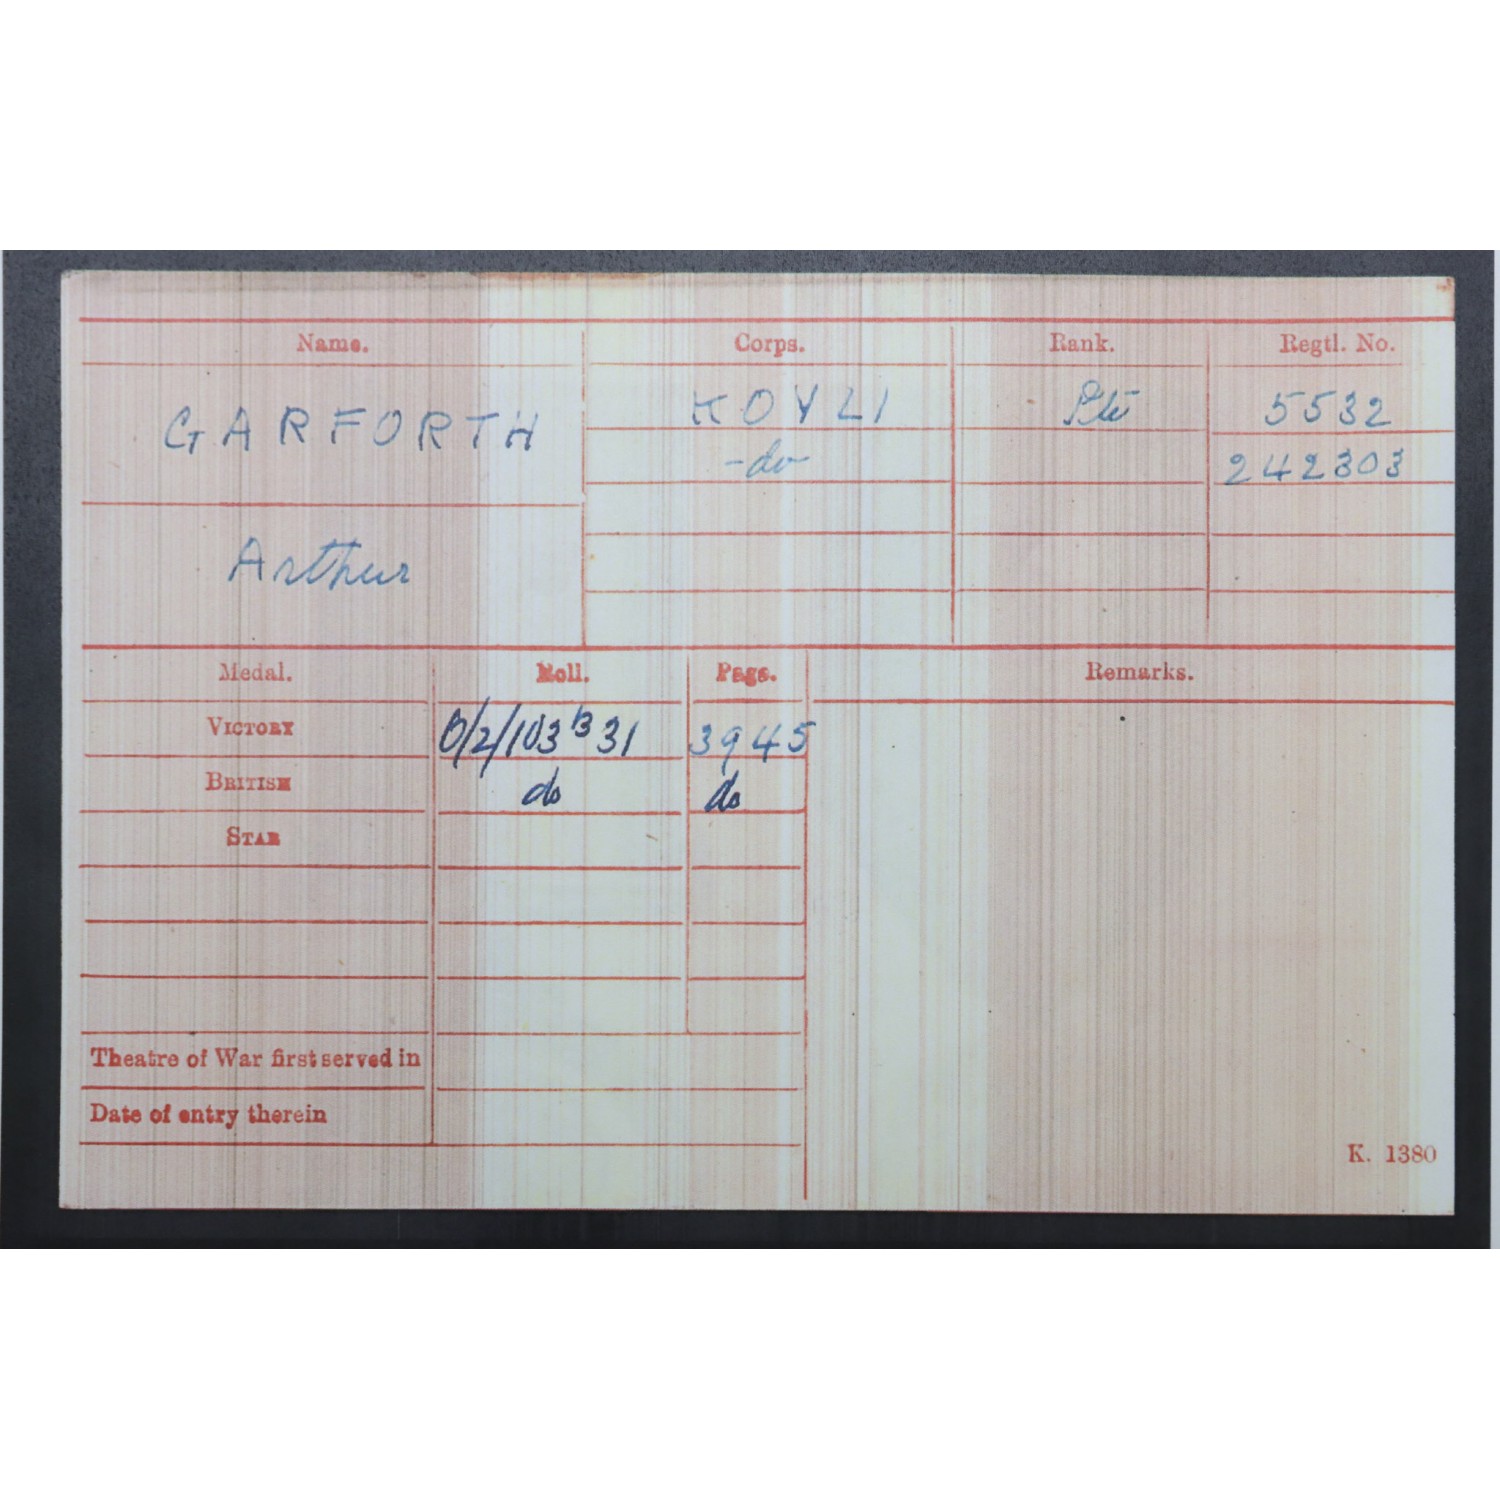 Name. Corps. Rank. Regtl. No.
GARFORTH KOYLI Pte 5532
-do- 242303
Arthur
Medal. Roll. Page. Remarks.
VICTORY O/2/103 B 31 3945
BRITISH do do
STAR
Theatre of War first served in
Date of entry therein
K. 1380